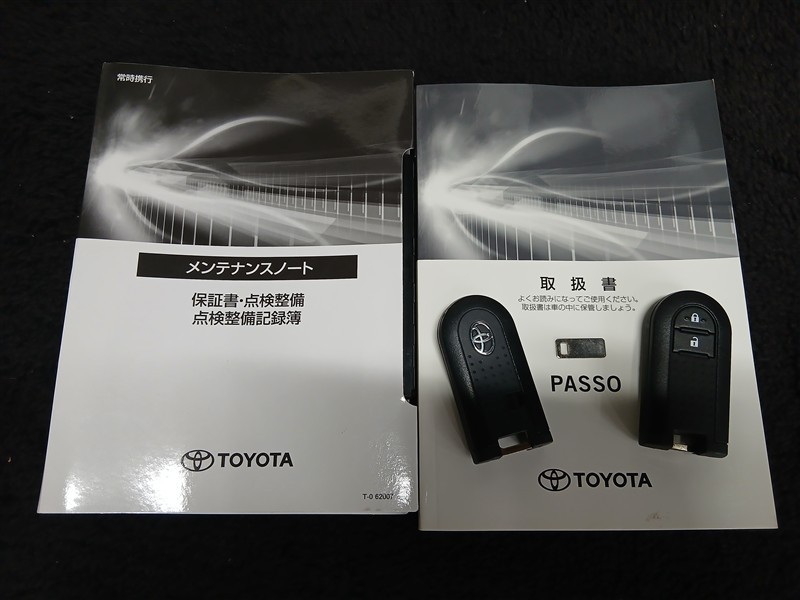 常時携行
メンテナンスノート
保証書・点検整備
点検整備記録簿
TOYOTA
T-0 62007
取扱書
よくお読みになってご使用ください。
取扱書は車の中に保管しましょう。
PASSO
TOYOTA